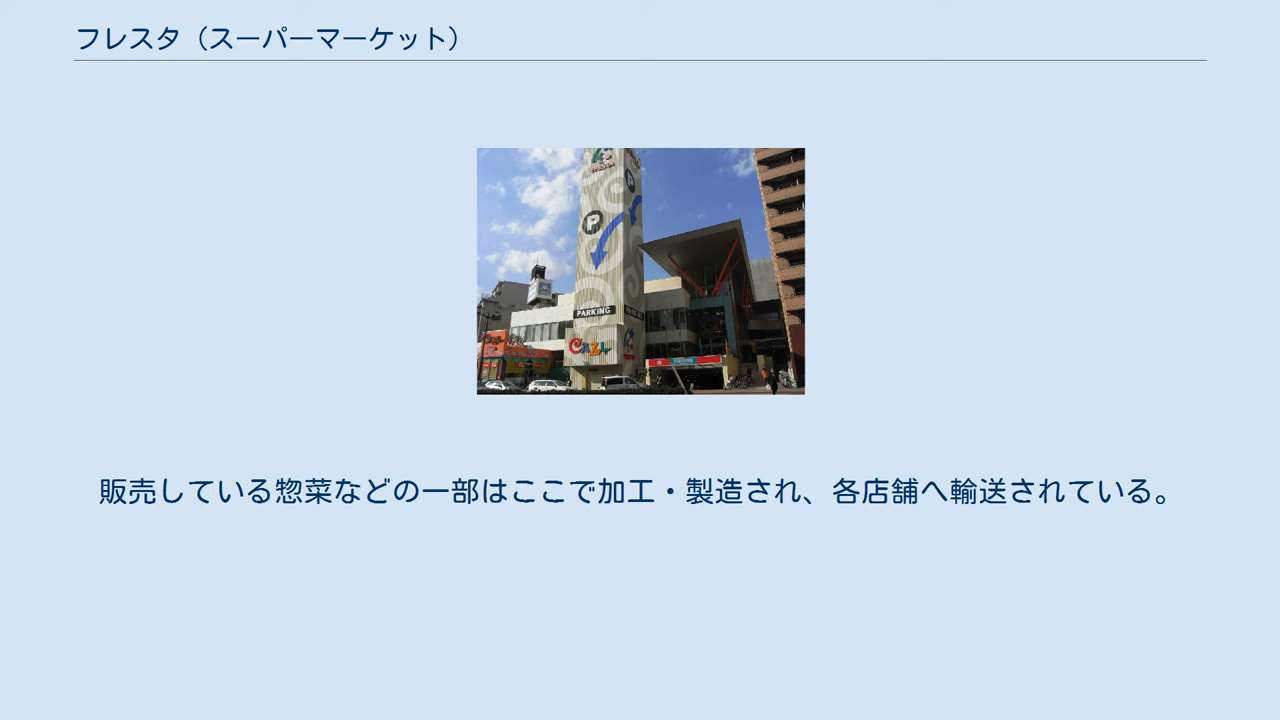 フレスタ（スーパーマーケット）
P
PARKING
CAZL
販売している惣菜などの一部はここで加工・製造され、各店舗へ輸送されている。